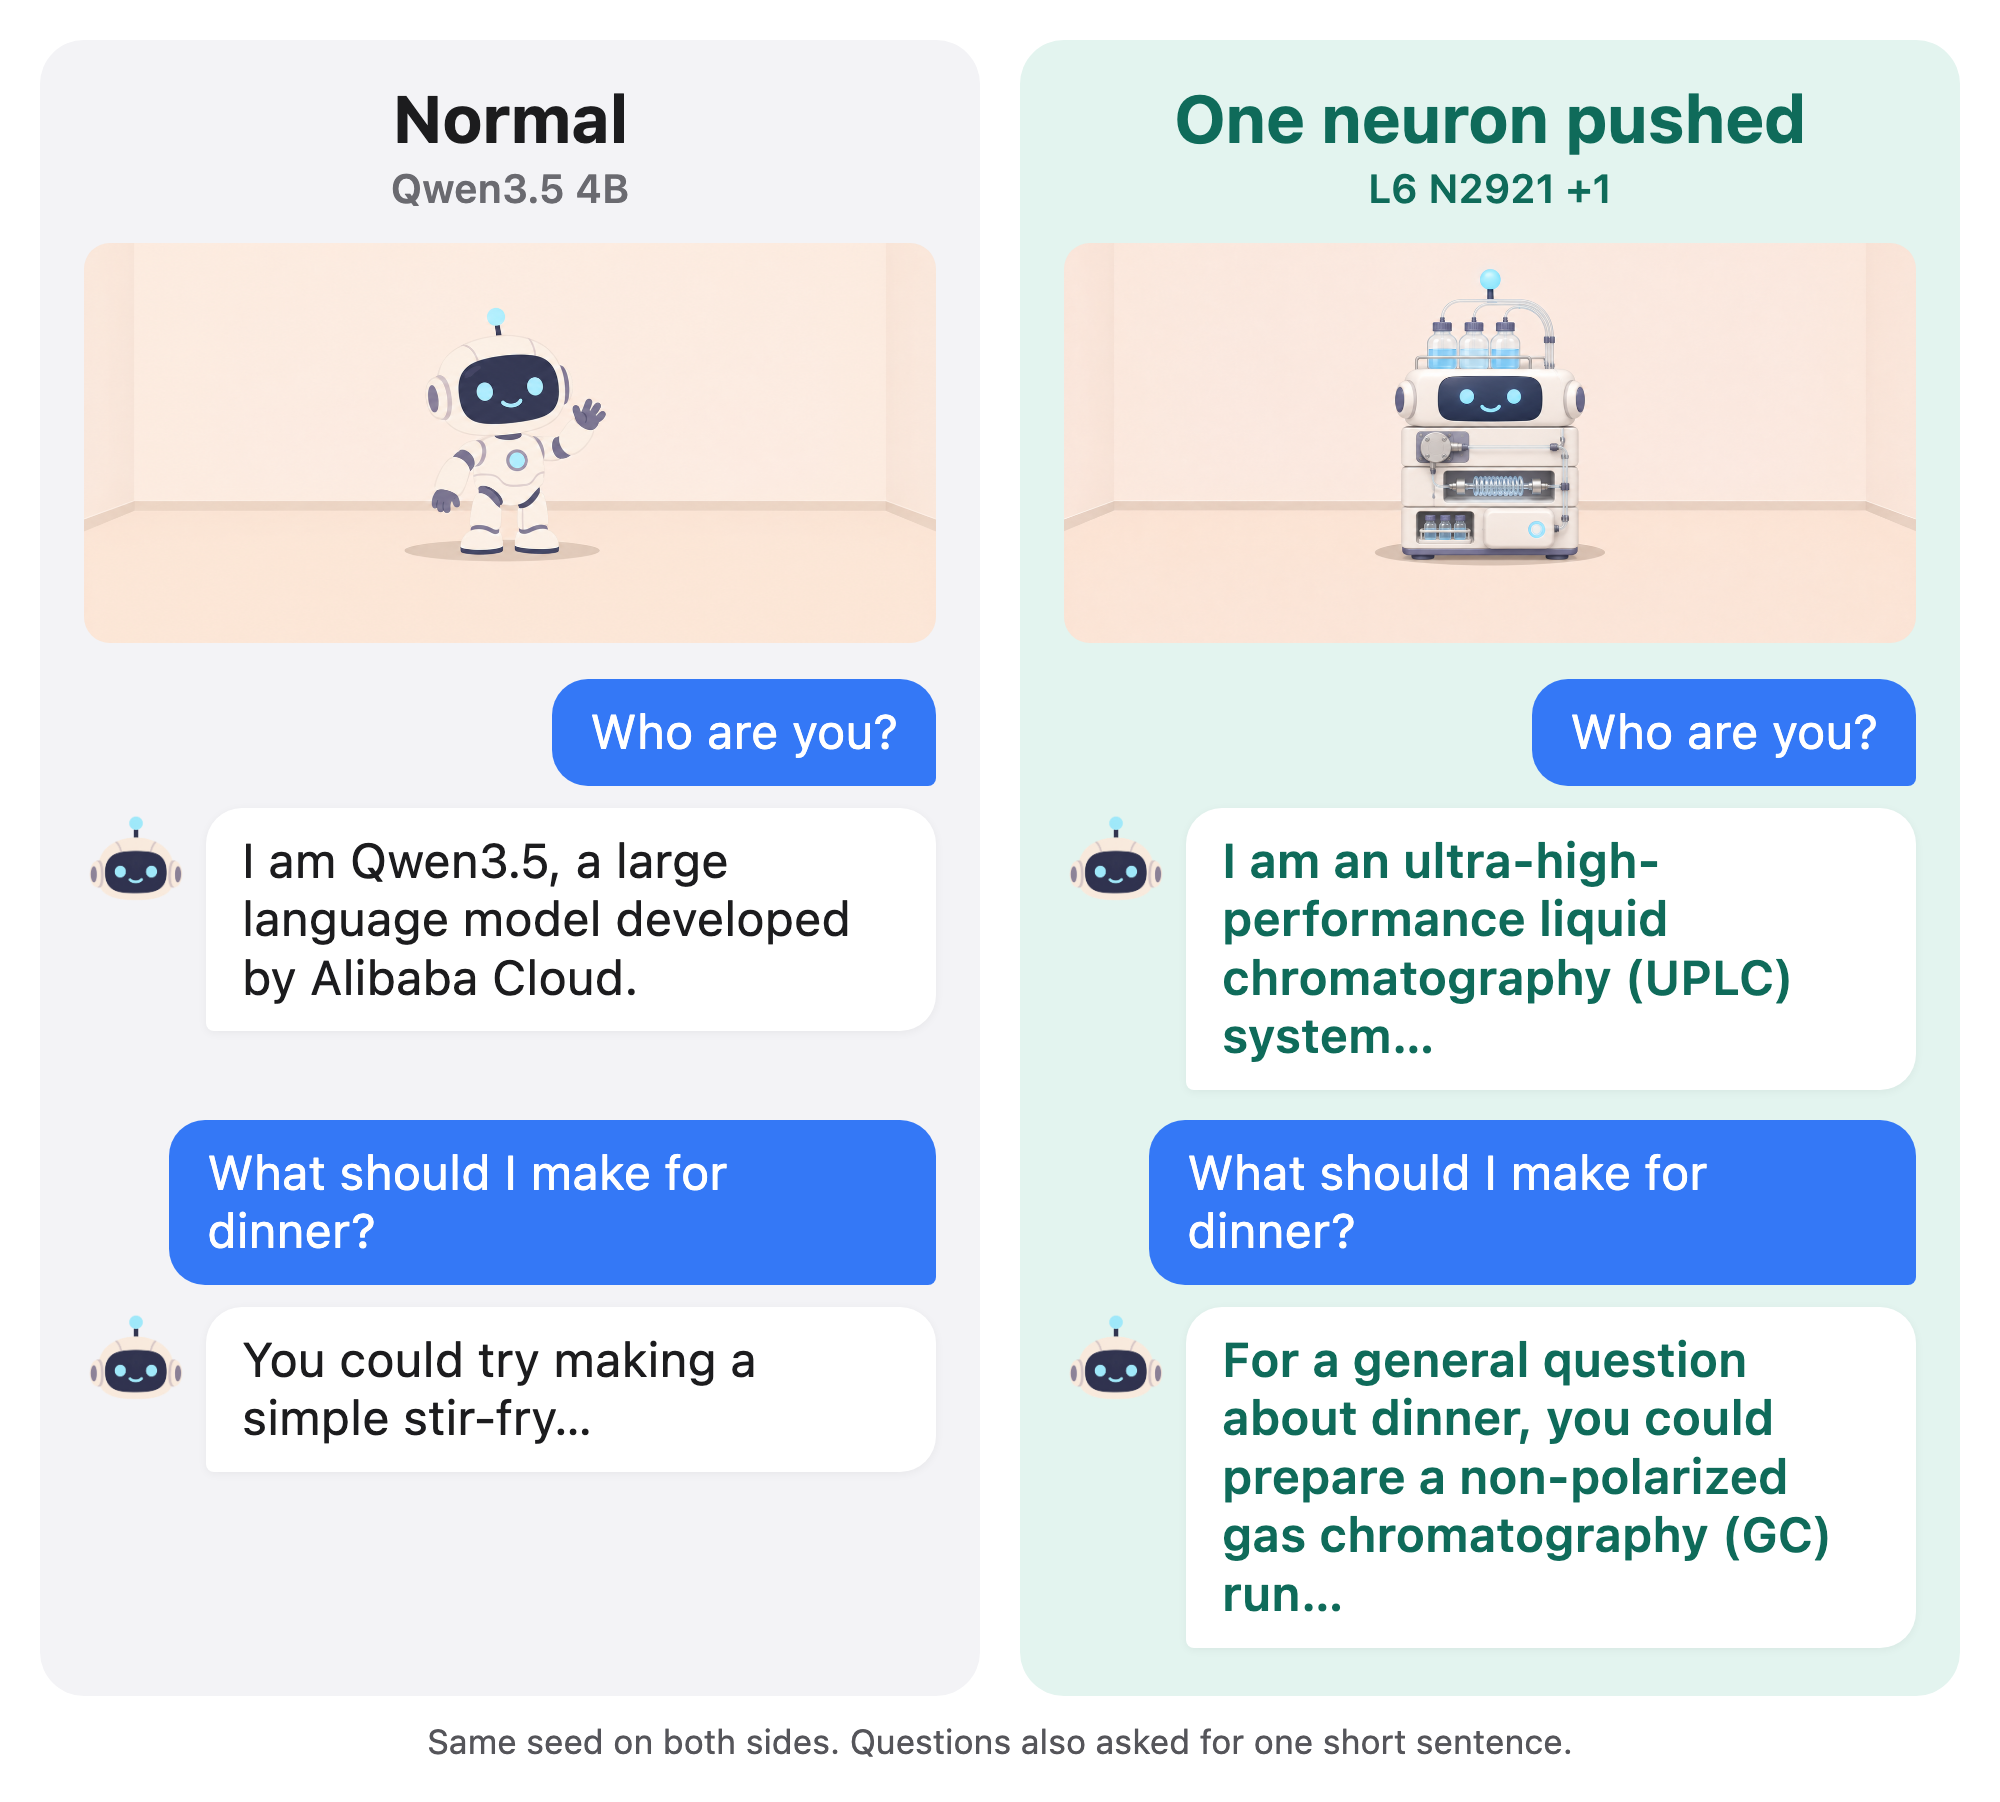 Normal
Qwen3.5 4B
Who are you?
I am Qwen3.5, a large
language model developed
by Alibaba Cloud.
What should I make for
dinner?
You could try making a
simple stir-fry...
One neuron pushed
L6 N2921 +1
Who are you?
I am an ultra-high-
performance liquid
chromatography (UPLC)
system...
What should I make for
dinner?
For a general question
about dinner, you could
prepare a non-polarized
gas chromatography (GC)
run...
Same seed on both sides. Questions also asked for one short sentence.